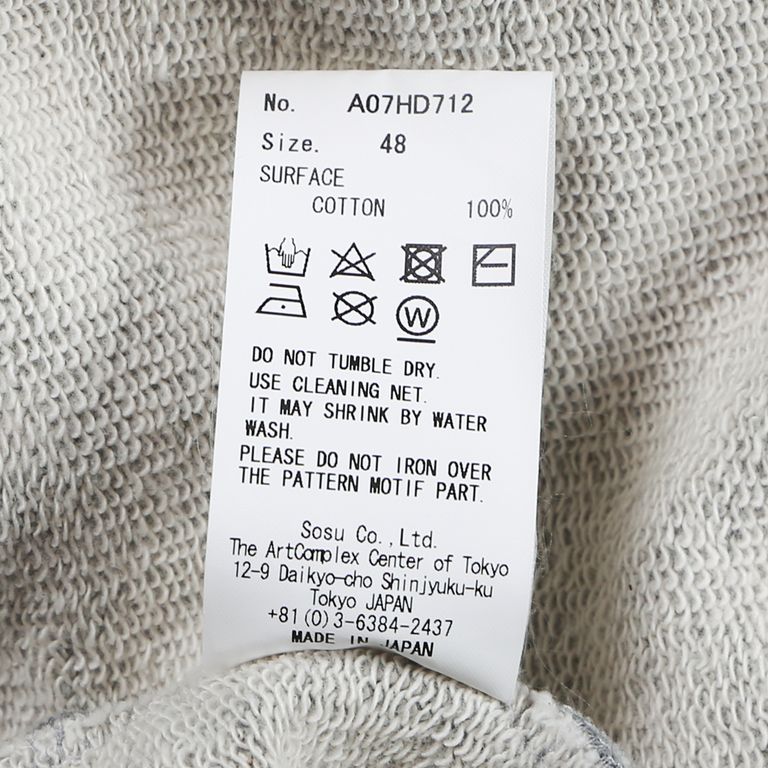 No. A07HD712
Size. 48
SURFACE
COTTON 100%
W
DO NOT TUMBLE DRY.
USE CLEANING NET.
IT MAY SHRINK BY WATER
WASH.
PLEASE DO NOT IRON OVER
THE PATTERN MOTIF PART.
Sosu Co.,Ltd.
The ArtComplex Center of Tokyo
12-9 Daikyo-cho Shinjyuku-ku
Tokyo JAPAN
+81(0)3-6384-2437
MADE IN JAPAN